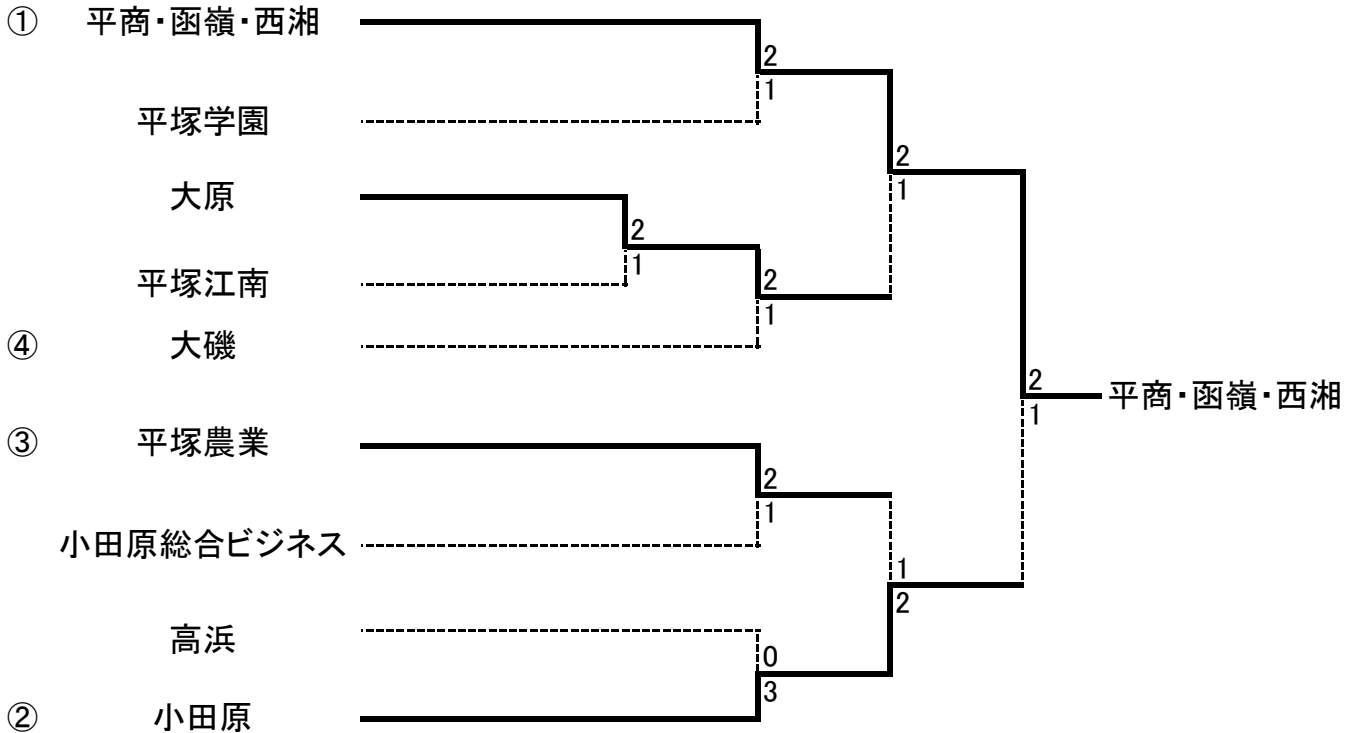 ① 平商・函嶺・西湘
2
1
平塚学園
2
1
大原
2
1
平塚江南
2
1
④ 大磯
2
1
平商・函嶺・西湘
③ 平塚農業
2
1
小田原総合ビジネス
1
2
高浜
0
3
② 小田原